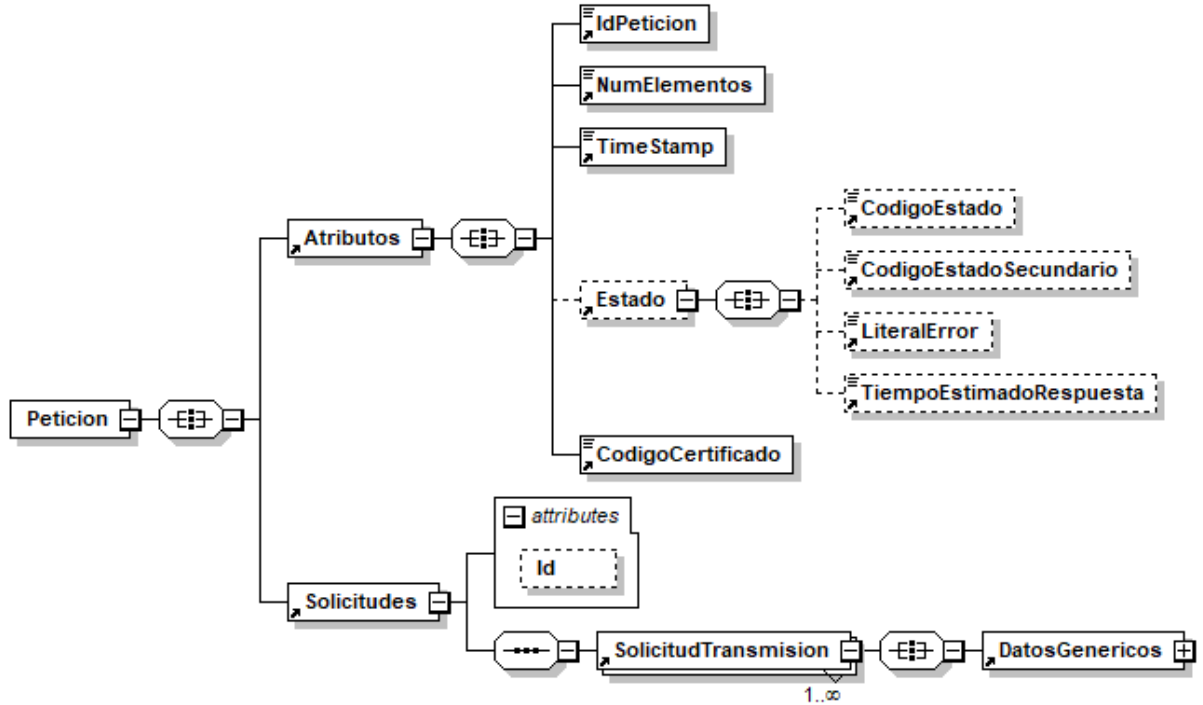 IdPeticion
NumElementos
TimeStamp
CodigoEstado
Atributos
CodigoEstadoSecundario
Estado
LiteralError
TiempoEstimadoRespuesta
Peticion
CodigoCertificado
attributes
Id
Solicitudes
SolicitudTransmision
DatosGenericos
1..∞